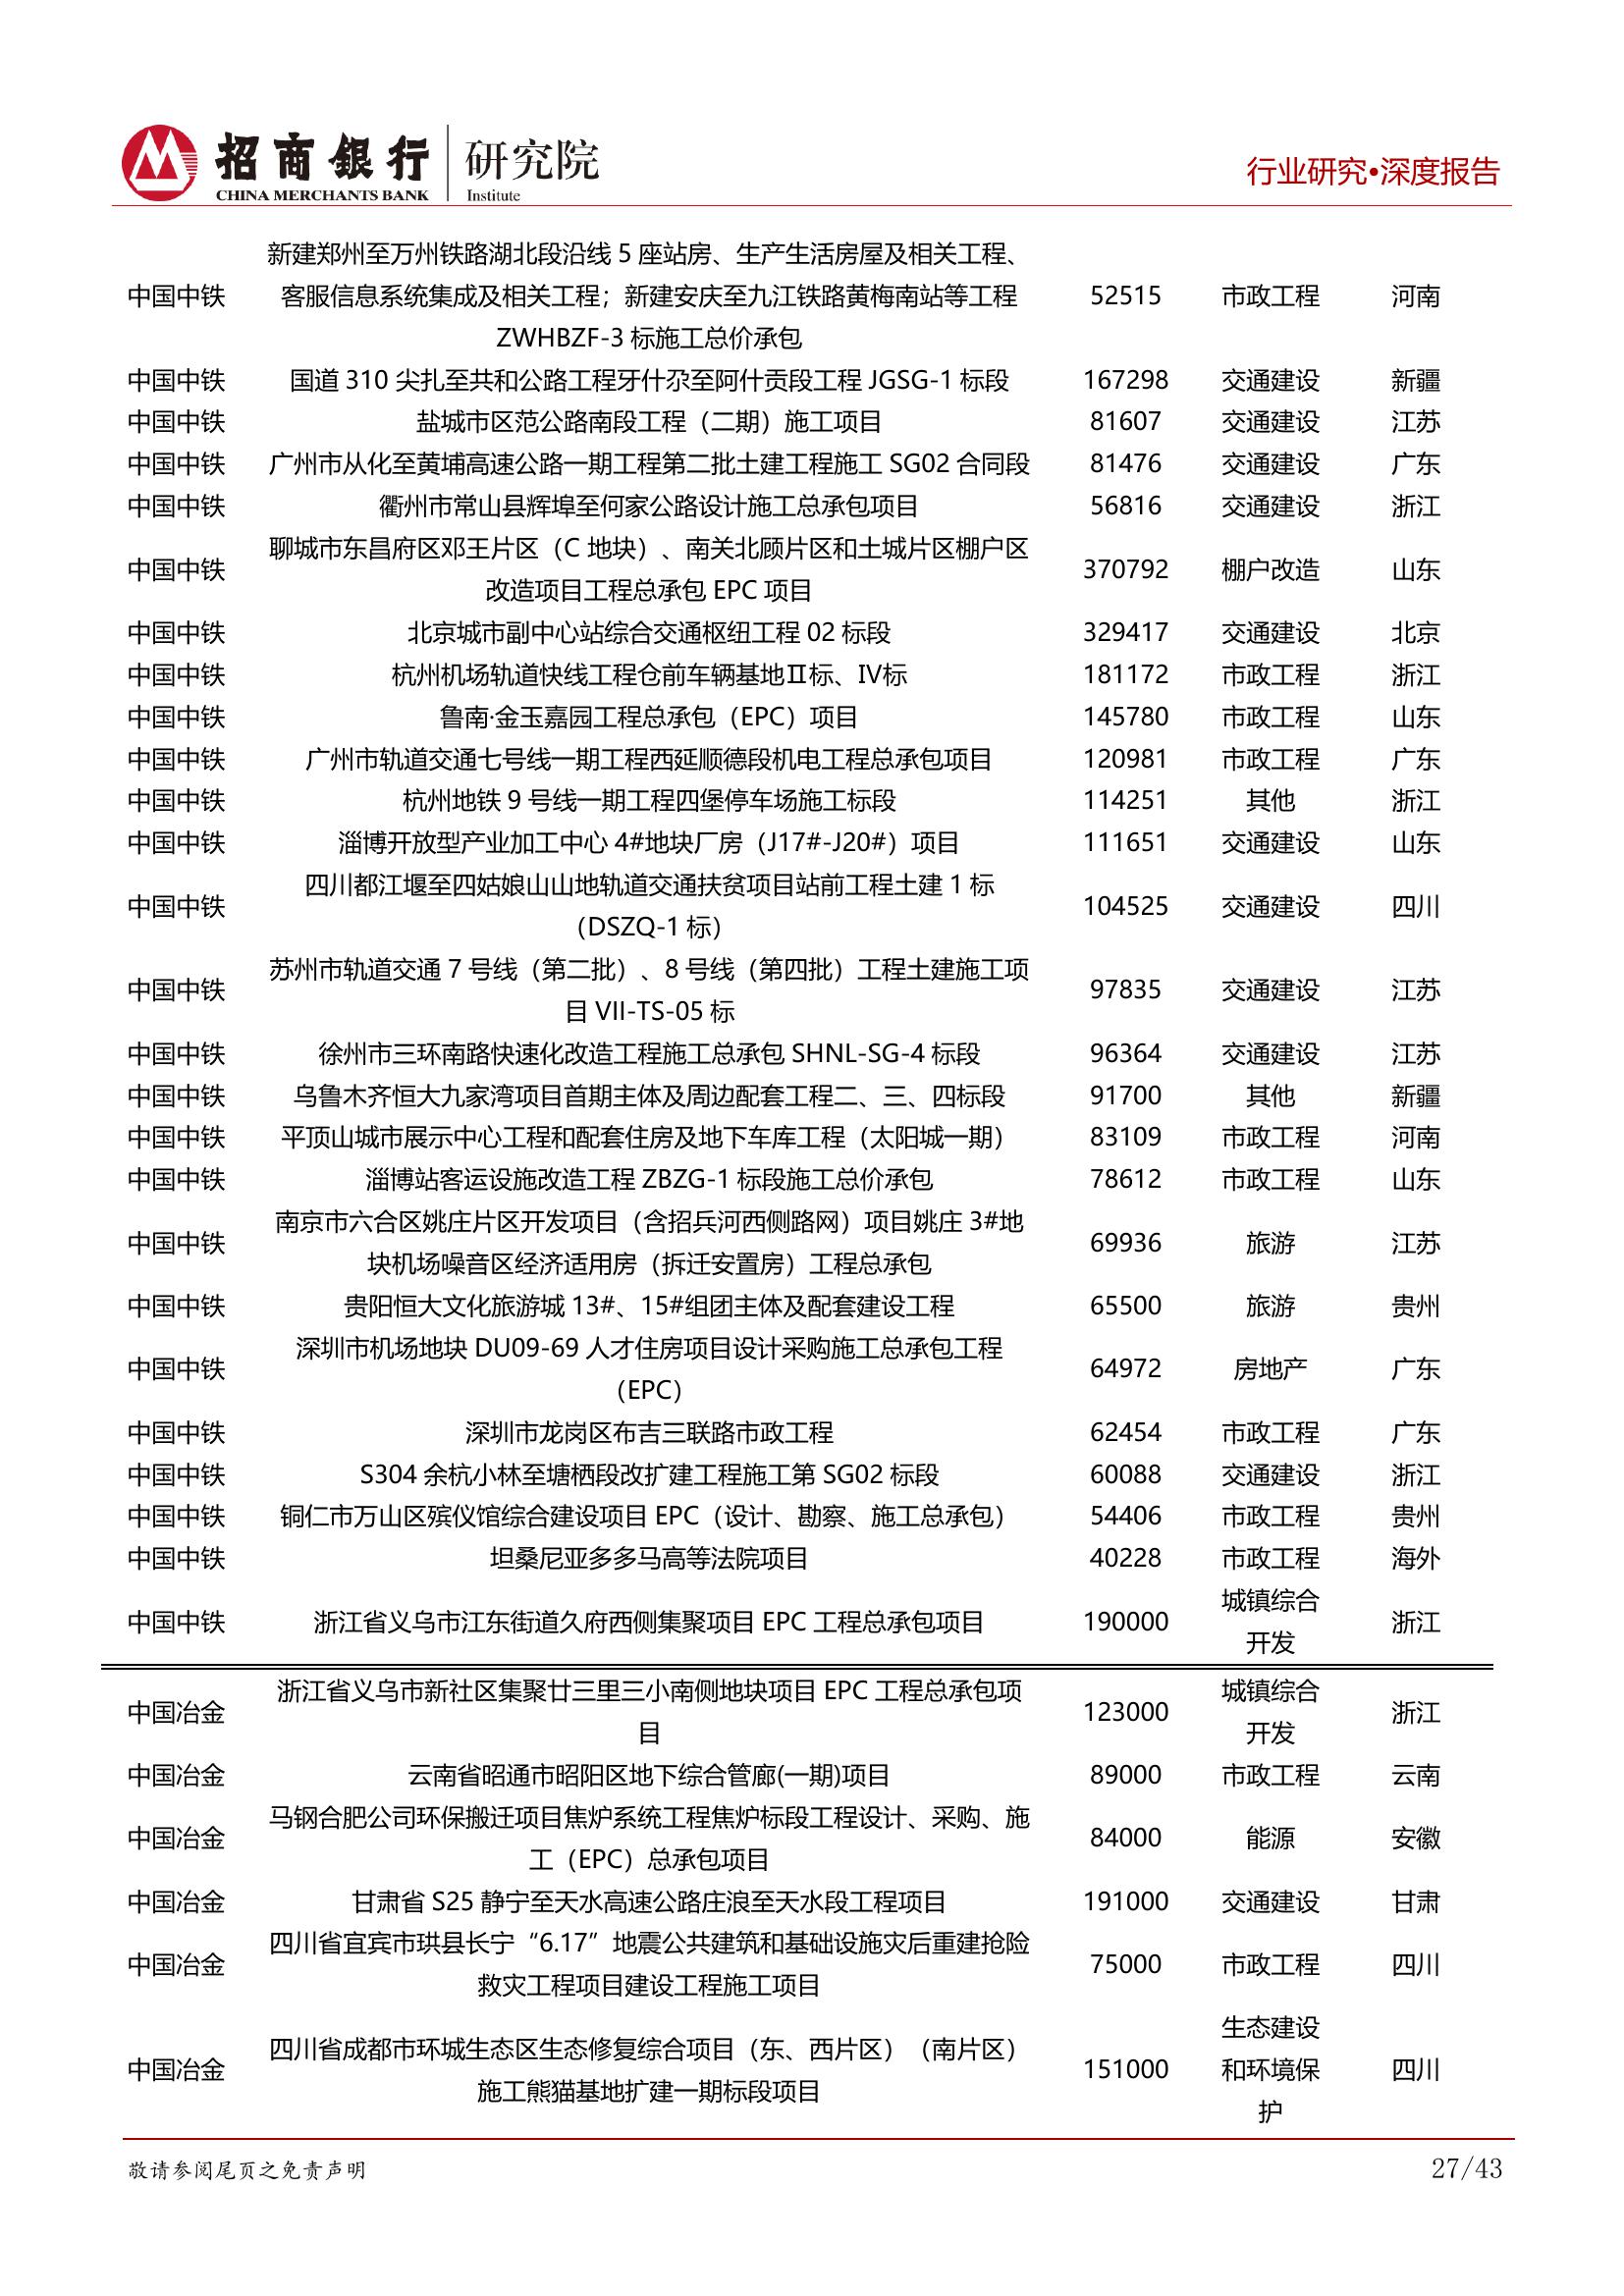 招商银行 研究院
CHINA MERCHANTS BANK Institute
行业研究•深度报告
新建郑州至万州铁路湖北段沿线 5 座站房、生产生活房屋及相关工程、
中国中铁 客服信息系统集成及相关工程；新建安庆至九江铁路黄梅南站等工程 52515 市政工程 河南
ZWHBZF-3 标施工总价承包
中国中铁 国道 310 尖扎至共和公路工程牙什尕至阿什贡段工程 JGSG-1 标段 167298 交通建设 新疆
中国中铁 盐城市区范公路南段工程（二期）施工项目 81607 交通建设 江苏
中国中铁 广州市从化至黄埔高速公路一期工程第二批土建工程施工 SG02 合同段 81476 交通建设 广东
中国中铁 衢州市常山县辉埠至何家公路设计施工总承包项目 56816 交通建设 浙江
聊城市东昌府区邓王片区（C 地块）、南关北顾片区和土城片区棚户区
中国中铁 改造项目工程总承包 EPC 项目 370792 棚户改造 山东
中国中铁 北京城市副中心站综合交通枢纽工程 02 标段 329417 交通建设 北京
中国中铁 杭州机场轨道快线工程仓前车辆基地Ⅱ标、Ⅳ标 181172 市政工程 浙江
中国中铁 鲁南·金玉嘉园工程总承包（EPC）项目 145780 市政工程 山东
中国中铁 广州市轨道交通七号线一期工程西延顺德段机电工程总承包项目 120981 市政工程 广东
中国中铁 杭州地铁 9 号线一期工程四堡停车场施工标段 114251 其他 浙江
中国中铁 淄博开放型产业加工中心 4#地块厂房（J17#-J20#）项目 111651 交通建设 山东
四川都江堰至四姑娘山山地轨道交通扶贫项目站前工程土建 1 标
中国中铁 （DSZQ-1 标） 104525 交通建设 四川
苏州市轨道交通 7 号线（第二批）、8 号线（第四批）工程土建施工项
中国中铁 目 VII-TS-05 标 97835 交通建设 江苏
中国中铁 徐州市三环南路快速化改造工程施工总承包 SHNL-SG-4 标段 96364 交通建设 江苏
中国中铁 乌鲁木齐恒大九家湾项目首期主体及周边配套工程二、三、四标段 91700 其他 新疆
中国中铁 平顶山城市展示中心工程和配套住房及地下车库工程（太阳城一期） 83109 市政工程 河南
中国中铁 淄博站客运设施改造工程 ZBZG-1 标段施工总价承包 78612 市政工程 山东
南京市六合区姚庄片区开发项目（含招兵河西侧路网）项目姚庄 3#地
中国中铁 块机场噪音区经济适用房（拆迁安置房）工程总承包 69936 旅游 江苏
中国中铁 贵阳恒大文化旅游城 13#、15#组团主体及配套建设工程 65500 旅游 贵州
深圳市机场地块 DU09-69 人才住房项目设计采购施工总承包工程
中国中铁 （EPC） 64972 房地产 广东
中国中铁 深圳市龙岗区布吉三联路市政工程 62454 市政工程 广东
中国中铁 S304 余杭小林至塘栖段改扩建工程施工第 SG02 标段 60088 交通建设 浙江
中国中铁 铜仁市万山区殡仪馆综合建设项目 EPC（设计、勘察、施工总承包） 54406 市政工程 贵州
中国中铁 坦桑尼亚多多马高等法院项目 40228 市政工程 海外
城镇综合
中国中铁 浙江省义乌市江东街道久府西侧集聚项目 EPC 工程总承包项目 190000 浙江
开发
浙江省义乌市新社区集聚廿三里三小南侧地块项目 EPC 工程总承包项 城镇综合
中国冶金 123000 浙江
目 开发
中国冶金 云南省昭通市昭阳区地下综合管廊(一期)项目 89000 市政工程 云南
马钢合肥公司环保搬迁项目焦炉系统工程焦炉标段工程设计、采购、施
中国冶金 工（EPC）总承包项目 84000 能源 安徽
中国冶金 甘肃省 S25 静宁至天水高速公路庄浪至天水段工程项目 191000 交通建设 甘肃
四川省宜宾市珙县长宁“6.17”地震公共建筑和基础设施灾后重建抢险
中国冶金 救灾工程项目建设工程施工项目 75000 市政工程 四川
生态建设
四川省成都市环城生态区生态修复综合项目（东、西片区）（南片区）
中国冶金 151000 和环境保 四川
施工熊猫基地扩建一期标段项目
护
敬请参阅尾页之免责声明 27/43